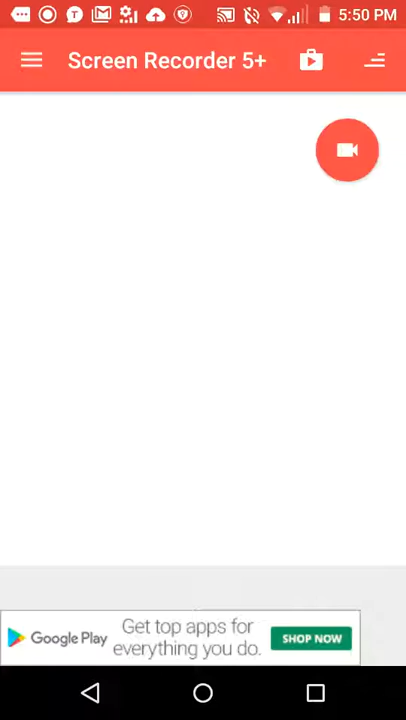 5:50 PM
Screen Recorder 5+
Google Play
Get top apps for
everything you do.
SHOP NOW